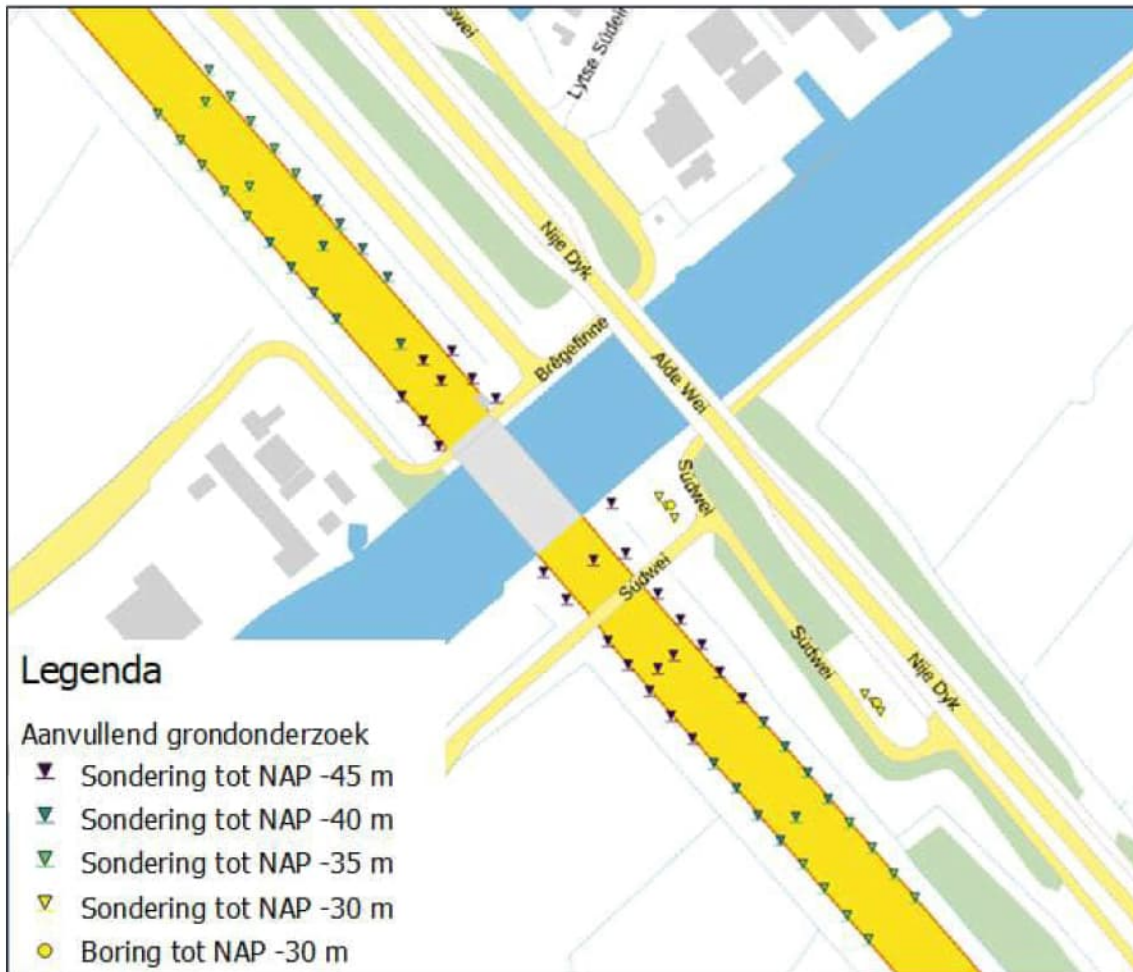 swei
Lytse Súdein
Nije Dyk
Brêgefinne
Alde Wei
Súdwei
Súdwei
Súdwei
Nije Dyk
Legenda
Aanvullend grondonderzoek
Sondering tot NAP -45 m
Sondering tot NAP -40 m
Sondering tot NAP -35 m
Sondering tot NAP -30 m
Boring tot NAP -30 m